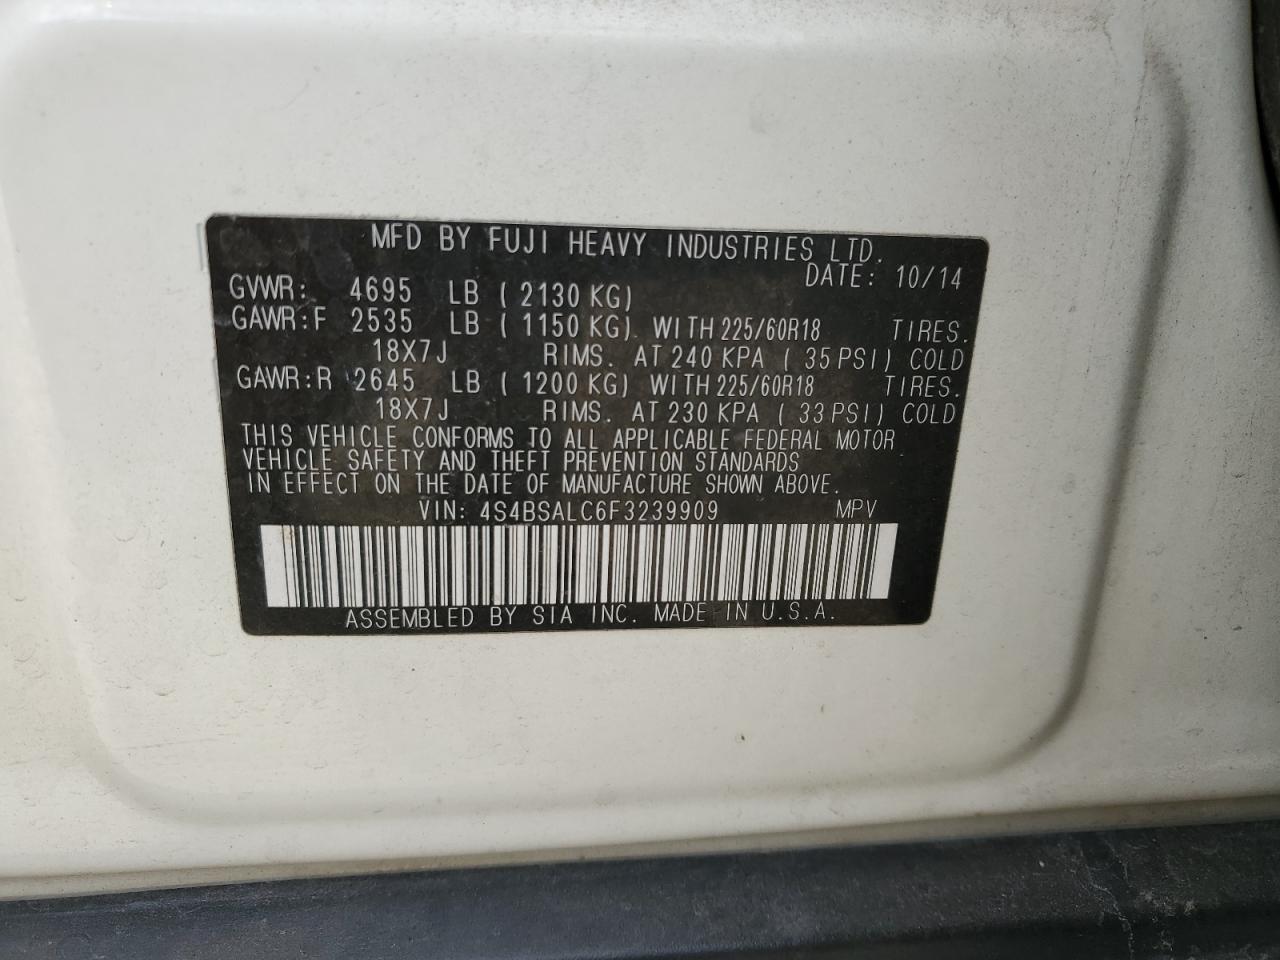 MFD BY FUJI HEAVY INDUSTRIES LTD.
DATE: 10/14
GVWR: 4695 LB ( 2130 KG)
GAWR:F 2535 LB ( 1150 KG). WITH 225/60R18 TIRES.
18X7J RIMS. AT 240 KPA ( 35 PSI) COLD
GAWR:R 2645 LB ( 1200 KG) WITH 225/60R18 TIRES.
18X7J RIMS. AT 230 KPA ( 33 PSI) COLD
THIS VEHICLE CONFORMS TO ALL APPLICABLE FEDERAL MOTOR
VEHICLE SAFETY AND THEFT PREVENTION STANDARDS
IN EFFECT ON THE DATE OF MANUFACTURE SHOWN ABOVE.
VIN: 4S4BSALC6F3239909 MPV
ASSEMBLED BY SIA INC. MADE IN U.S.A.